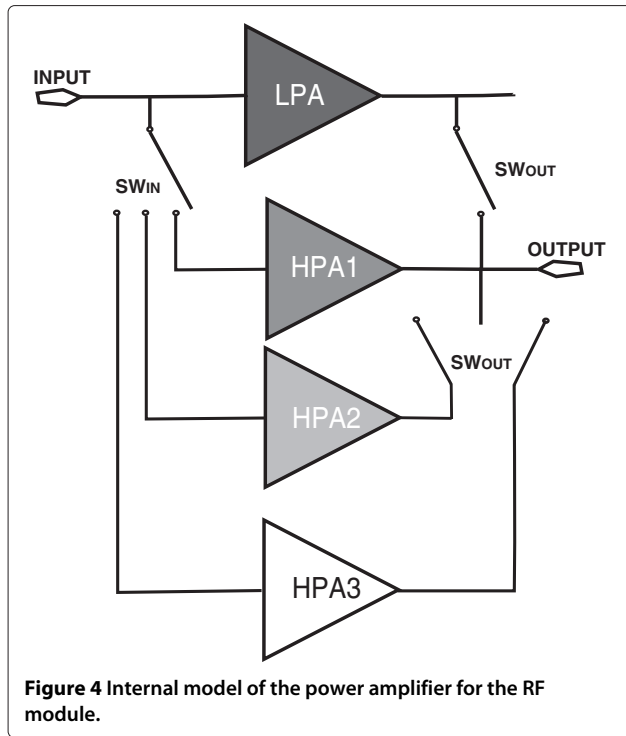 INPUT
LPA
SWIN
SWOUT
HPA1
OUTPUT
SWOUT
HPA2
HPA3
Figure 4 Internal model of the power amplifier for the RF
module.